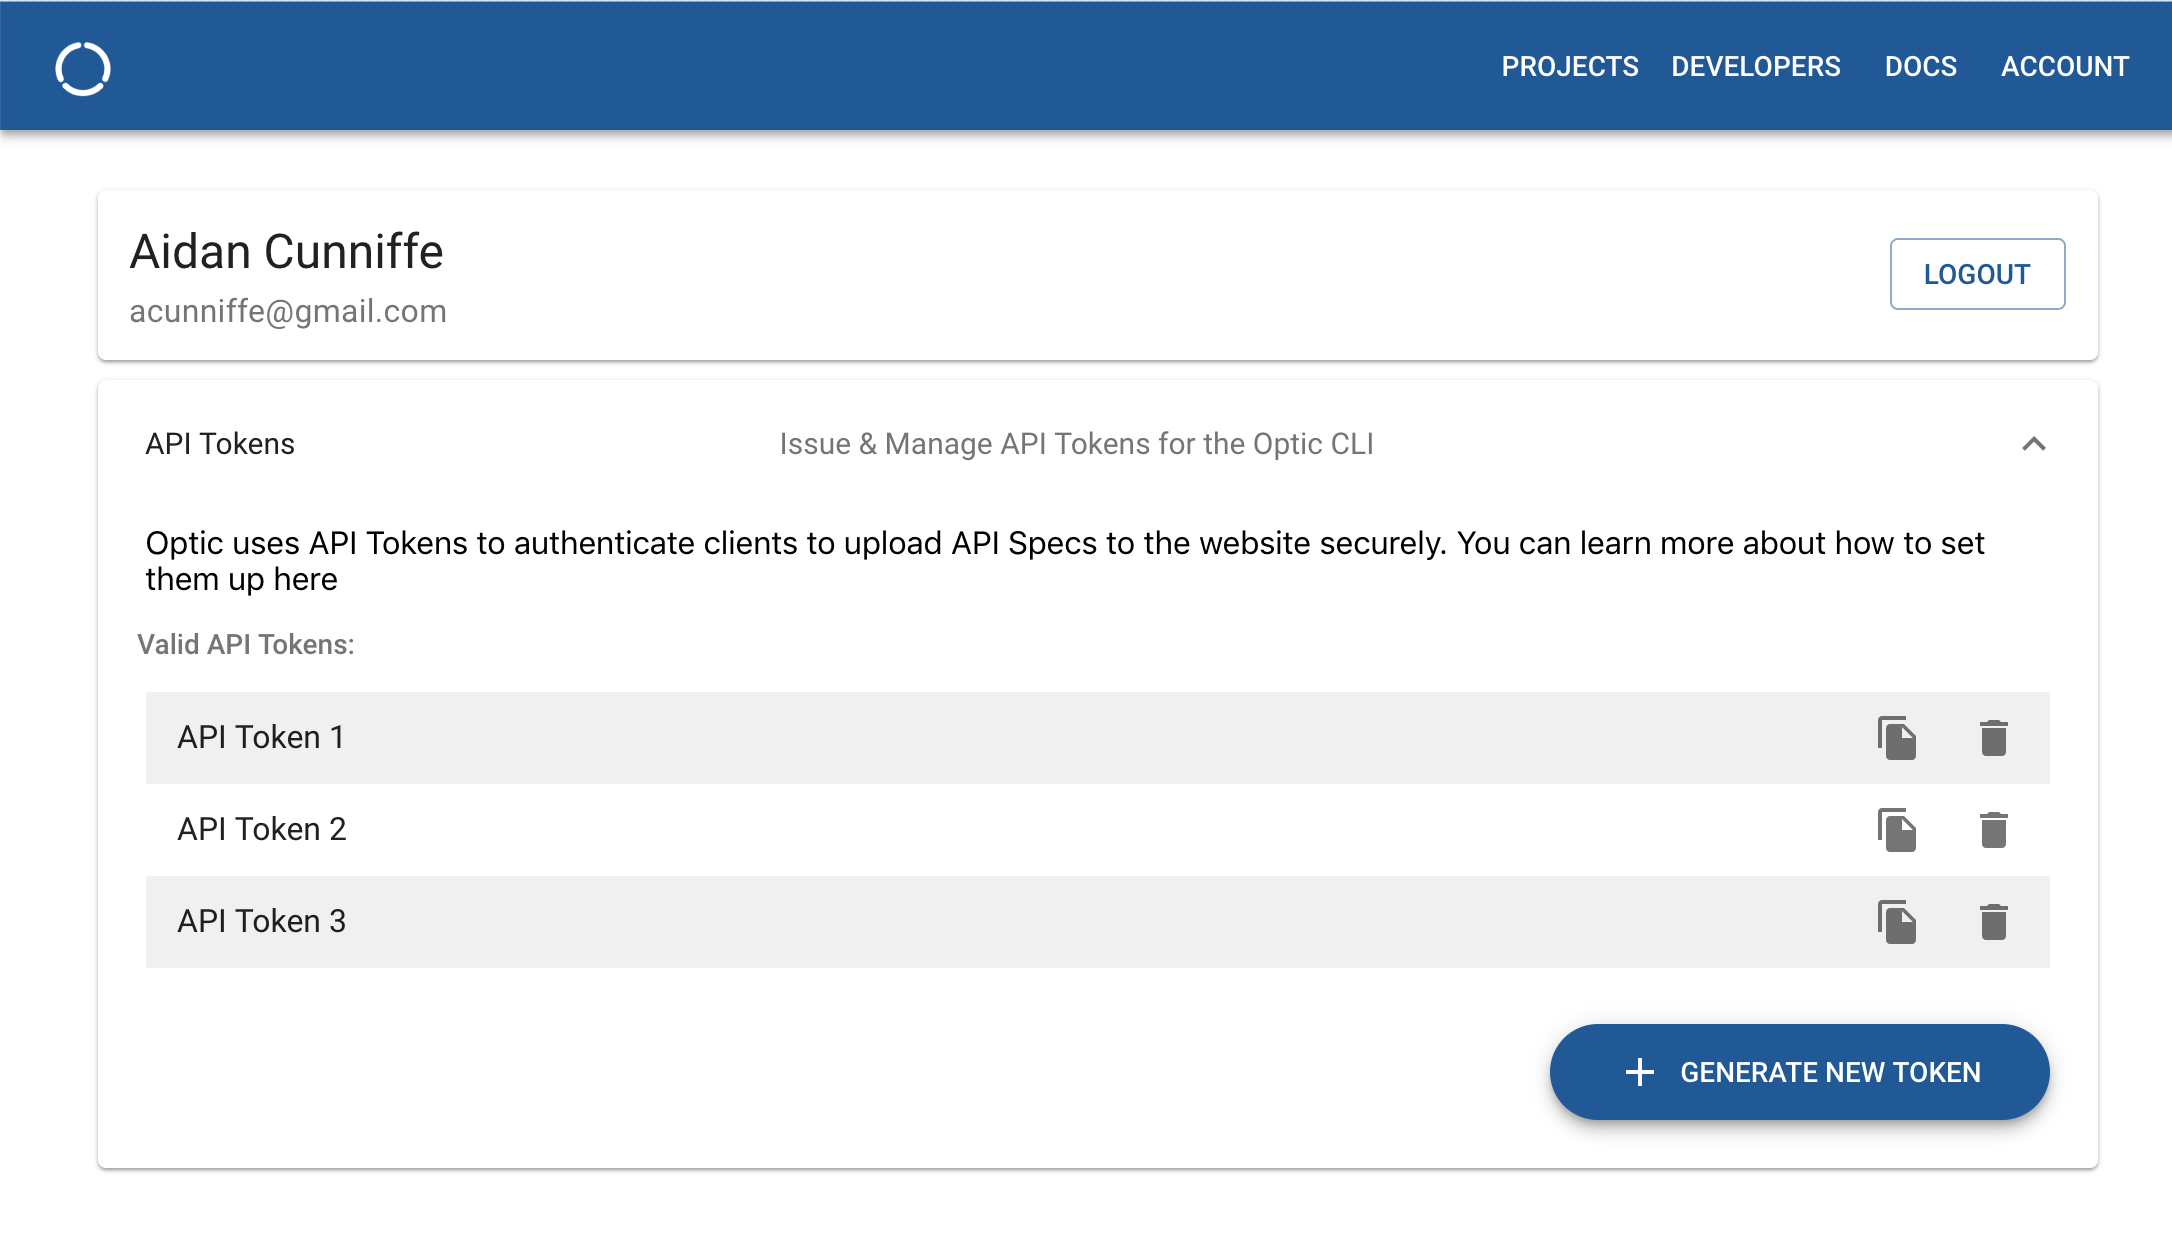 PROJECTS DEVELOPERS DOCS ACCOUNT
Aidan Cunniffe
acunniffe@gmail.com
LOGOUT
API Tokens Issue & Manage API Tokens for the Optic CLI
Optic uses API Tokens to authenticate clients to upload API Specs to the website securely. You can learn more about how to set
them up here
Valid API Tokens:
API Token 1
API Token 2
API Token 3
GENERATE NEW TOKEN